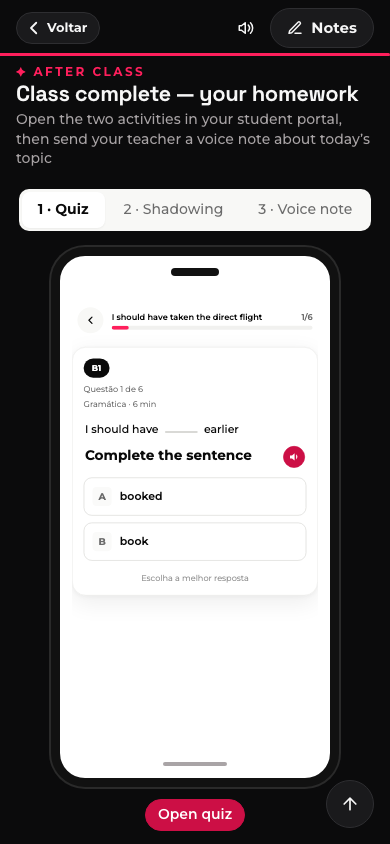 Voltar
Notes
✦ AFTER CLASS
Class complete — your homework
Open the two activities in your student portal,
then send your teacher a voice note about today's
topic
1 · Quiz
2 · Shadowing
3 · Voice note
I should have taken the direct flight
1/6
B1
Questão 1 de 6
Gramática · 6 min
I should have _____ earlier
Complete the sentence
A booked
B book
Escolha a melhor resposta
Open quiz